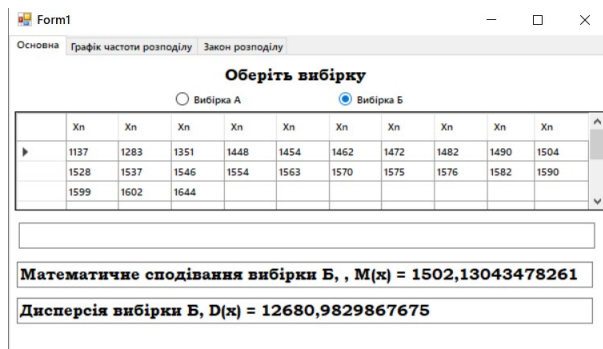 Form1
Основна Графік частоти розподілу Закон розподілу
Оберіть вибірку
Вибірка А Вибірка Б
Xn Xn Xn Xn Xn Xn Xn Xn Xn Xn
1137 1283 1351 1448 1454 1462 1472 1482 1490 1504
1528 1537 1546 1554 1563 1570 1575 1576 1582 1590
1599 1602 1644
Математичне сподівання вибірки Б, , М(х) = 1502,13043478261
Дисперсія вибірки Б, D(x) = 12680,9829867675